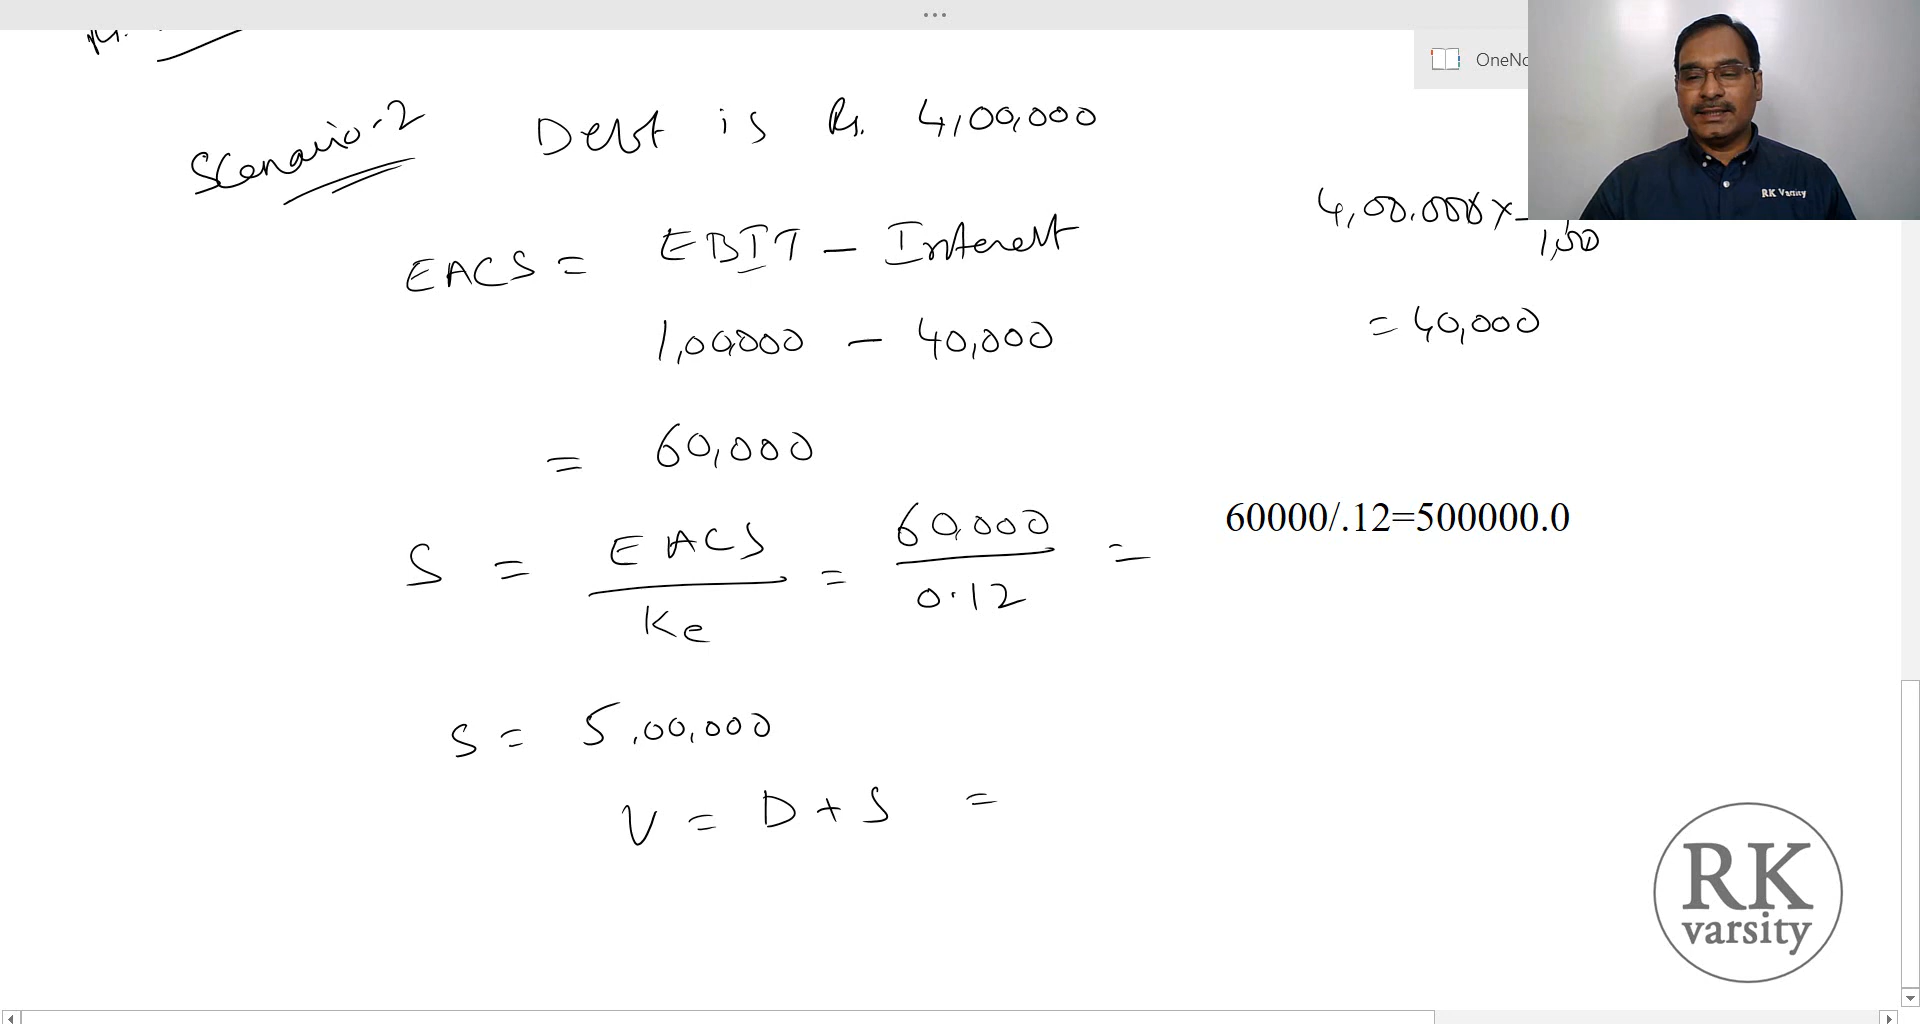 ...
OneNo
Scenario-2 Debt is Rs. 4,00,000
RK Varsity
4,00,000 ×
1,00
EACS = EBIT − Interest
1,00,000 − 40,000
= 40,000
= 60,000
S = EACS / Ke = 60,000 / 0.12 =
60000/.12=500000.0
S = 5,00,000
V = D + S =
RK
varsity